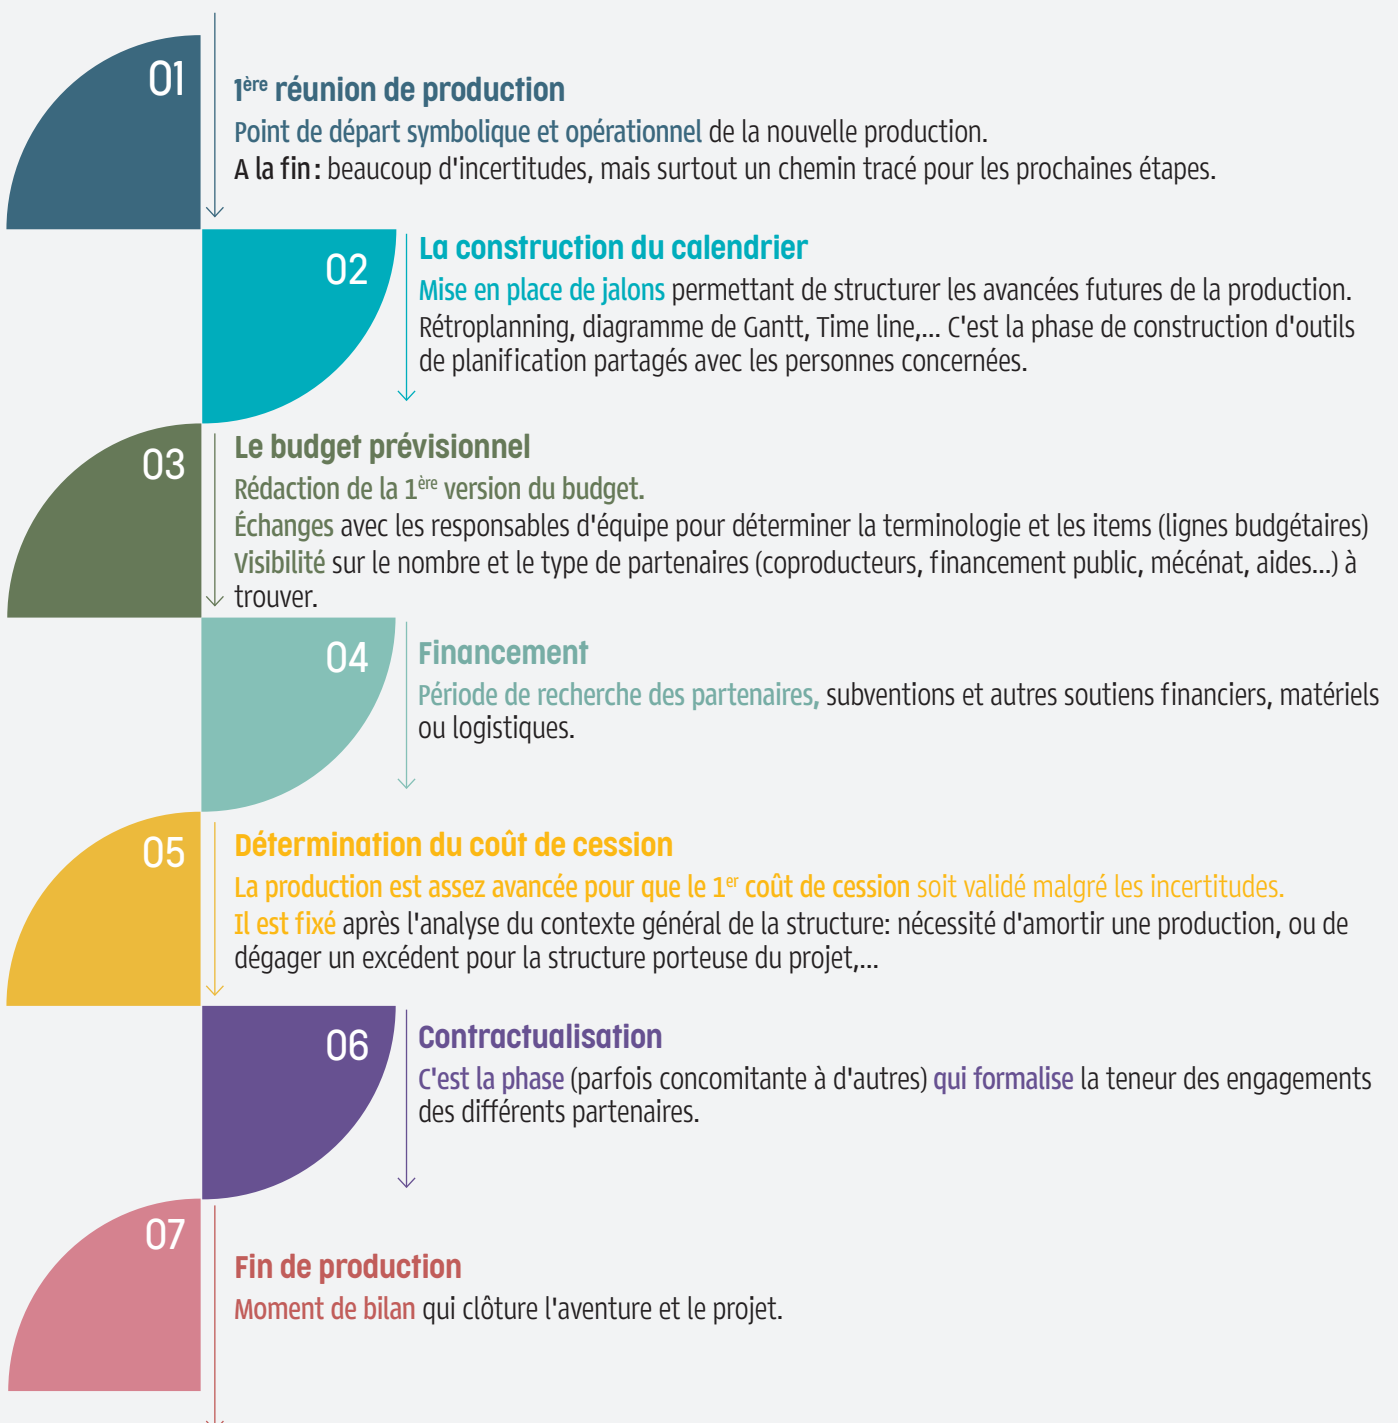 01
1ère réunion de production
Point de départ symbolique et opérationnel de la nouvelle production.
A la fin : beaucoup d'incertitudes, mais surtout un chemin tracé pour les prochaines étapes.
02
La construction du calendrier
Mise en place de jalons permettant de structurer les avancées futures de la production.
Rétroplanning, diagramme de Gantt, Time line,... C'est la phase de construction d'outils
de planification partagés avec les personnes concernées.
03
Le budget prévisionnel
Rédaction de la 1ère version du budget.
Échanges avec les responsables d'équipe pour déterminer la terminologie et les items (lignes budgétaires)
Visibilité sur le nombre et le type de partenaires (coproducteurs, financement public, mécénat, aides...) à
trouver.
04
Financement
Période de recherche des partenaires, subventions et autres soutiens financiers, matériels
ou logistiques.
05
Détermination du coût de cession
La production est assez avancée pour que le 1er coût de cession soit validé malgré les incertitudes.
Il est fixé après l'analyse du contexte général de la structure: nécessité d'amortir une production, ou de
dégager un excédent pour la structure porteuse du projet,...
06
Contractualisation
C'est la phase (parfois concomitante à d'autres) qui formalise la teneur des engagements
des différents partenaires.
07
Fin de production
Moment de bilan qui clôture l'aventure et le projet.